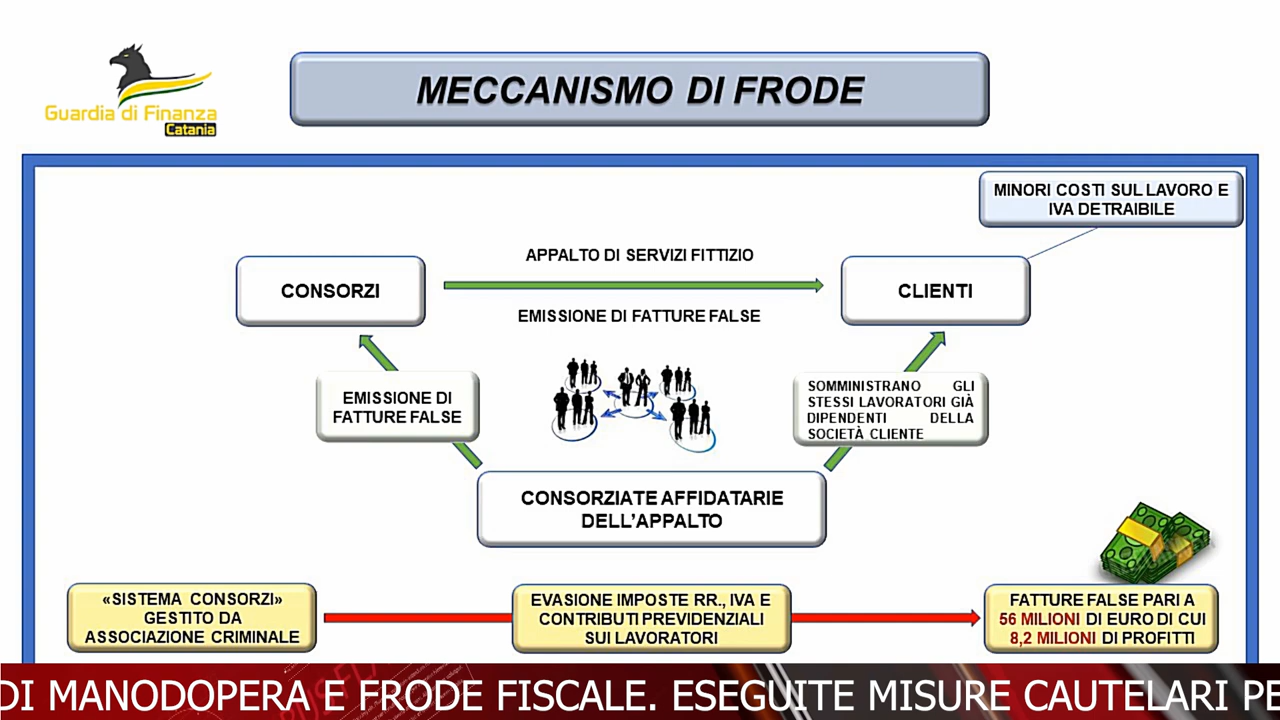 Guardia di Finanza
Catania
MECCANISMO DI FRODE
MINORI COSTI SUL LAVORO E
IVA DETRAIBILE
APPALTO DI SERVIZI FITTIZIO
CONSORZI
CLIENTI
EMISSIONE DI FATTURE FALSE
EMISSIONE DI
FATTURE FALSE
SOMMINISTRANO GLI
STESSI LAVORATORI GIÀ
DIPENDENTI DELLA
SOCIETÀ CLIENTE
CONSORZIATE AFFIDATARIE
DELL'APPALTO
«SISTEMA CONSORZI»
GESTITO DA
ASSOCIAZIONE CRIMINALE
EVASIONE IMPOSTE RR., IVA E
CONTRIBUTI PREVIDENZIALI
SUI LAVORATORI
FATTURE FALSE PARI A
56 MILIONI DI EURO DI CUI
8,2 MILIONI DI PROFITTI
DI MANODOPERA E FRODE FISCALE. ESEGUITE MISURE CAUTELARI PE